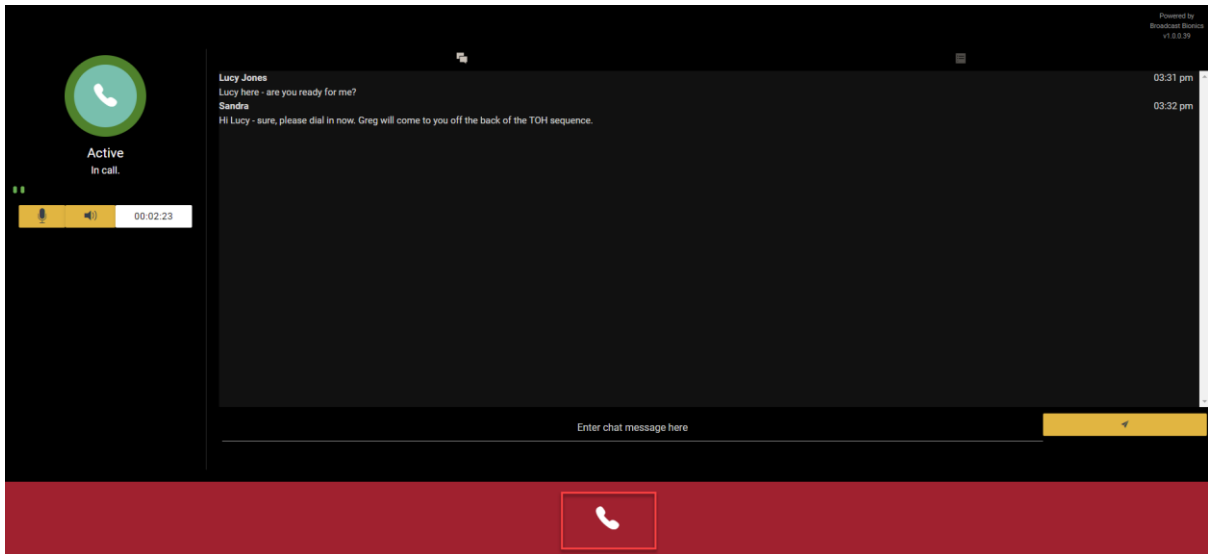 Powered by
Broadcast Bionics
v1.0.0.39
Lucy Jones 03:31 pm
Lucy here - are you ready for me?
Sandra 03:32 pm
Hi Lucy - sure, please dial in now. Greg will come to you off the back of the TOH sequence.
Active
In call.
00:02:23
Enter chat message here